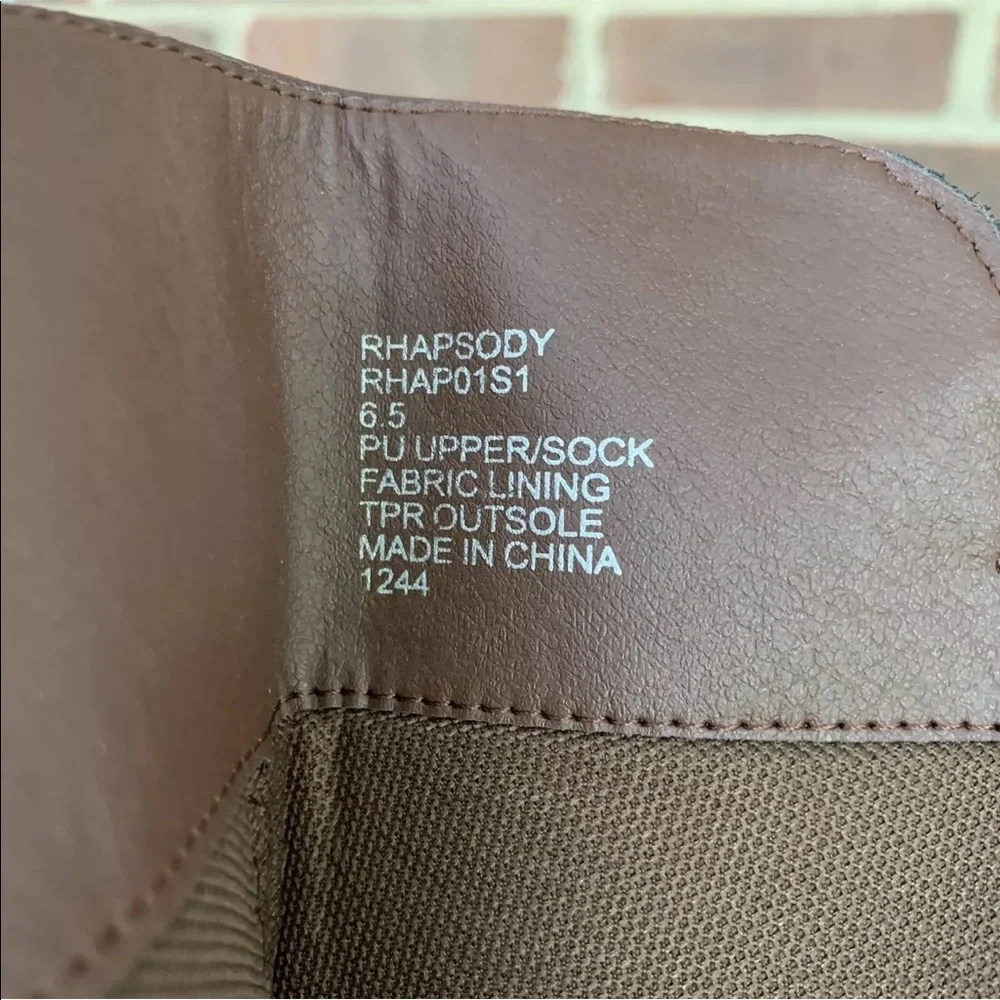 RHAPSODY
RHAP01S1
6.5
PU UPPER/SOCK
FABRIC LINING
TPR OUTSOLE
MADE IN CHINA
1244